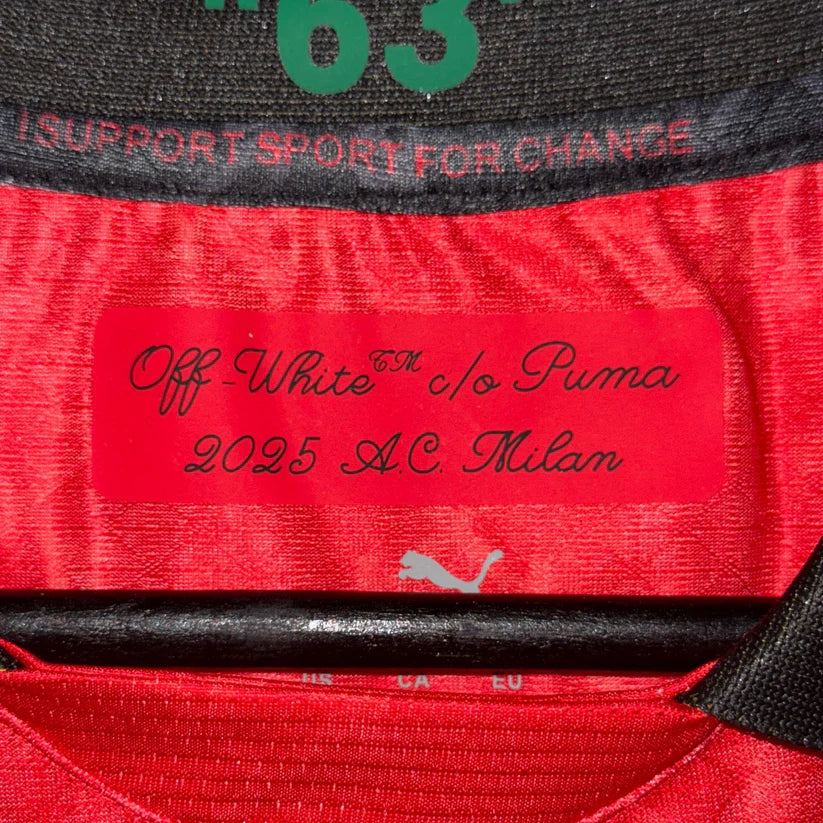 "63"
I SUPPORT SPORT FOR CHANGE
Off-White™ c/o Puma
2025 A.C. Milan
US CA EU